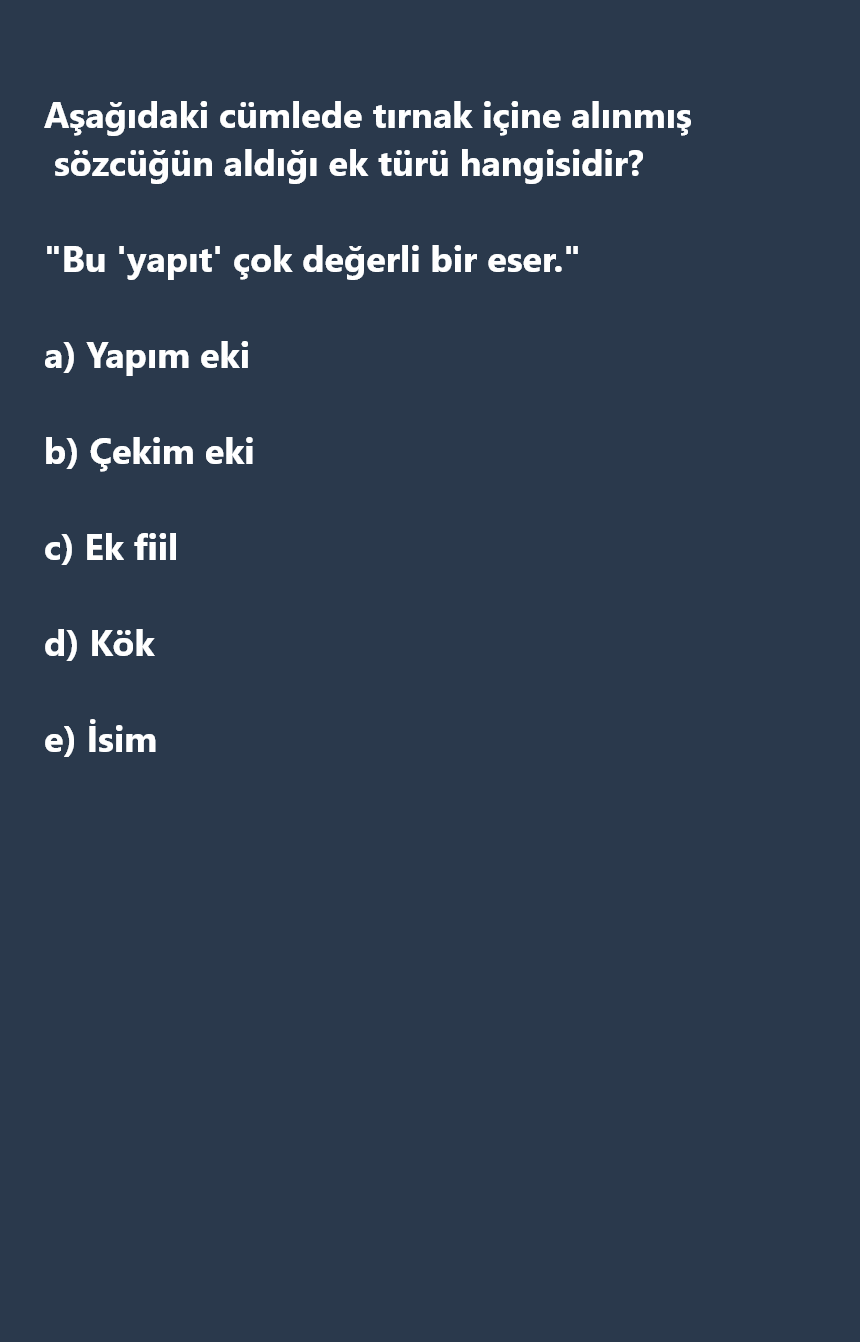 Aşağıdaki cümlede tırnak içine alınmış
sözcüğün aldığı ek türü hangisidir?
"Bu 'yapıt' çok değerli bir eser."
a) Yapım eki
b) Çekim eki
c) Ek fiil
d) Kök
e) İsim